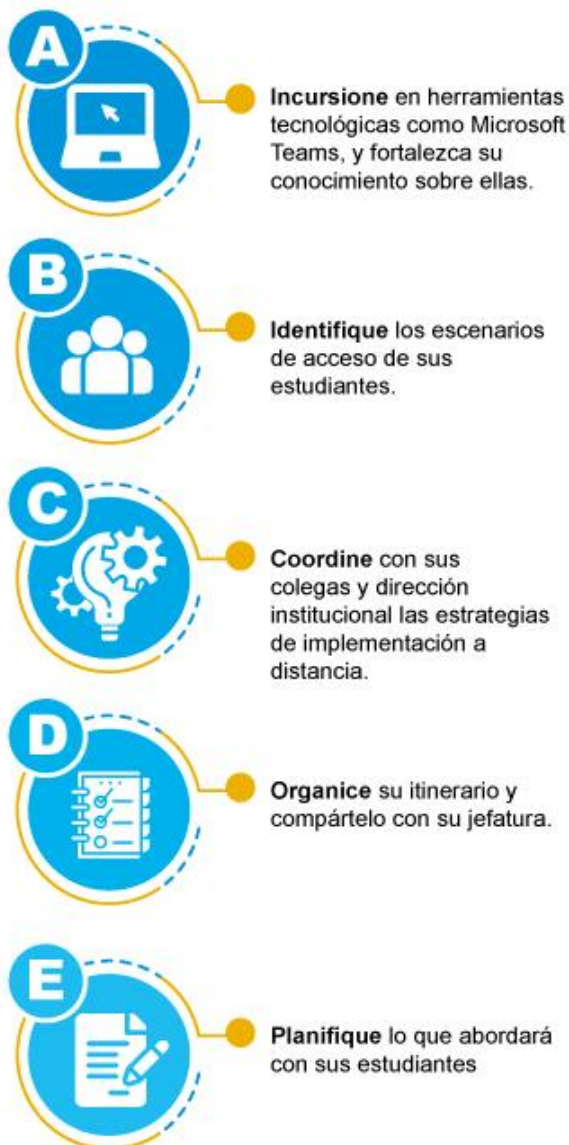 A
Incursione en herramientas
tecnológicas como Microsoft
Teams, y fortalezca su
conocimiento sobre ellas.
B
Identifique los escenarios
de acceso de sus
estudiantes.
C
Coordine con sus
colegas y dirección
institucional las estrategias
de implementación a
distancia.
D
Organice su itinerario y
compártelo con su jefatura.
E
Planifique lo que abordará
con sus estudiantes